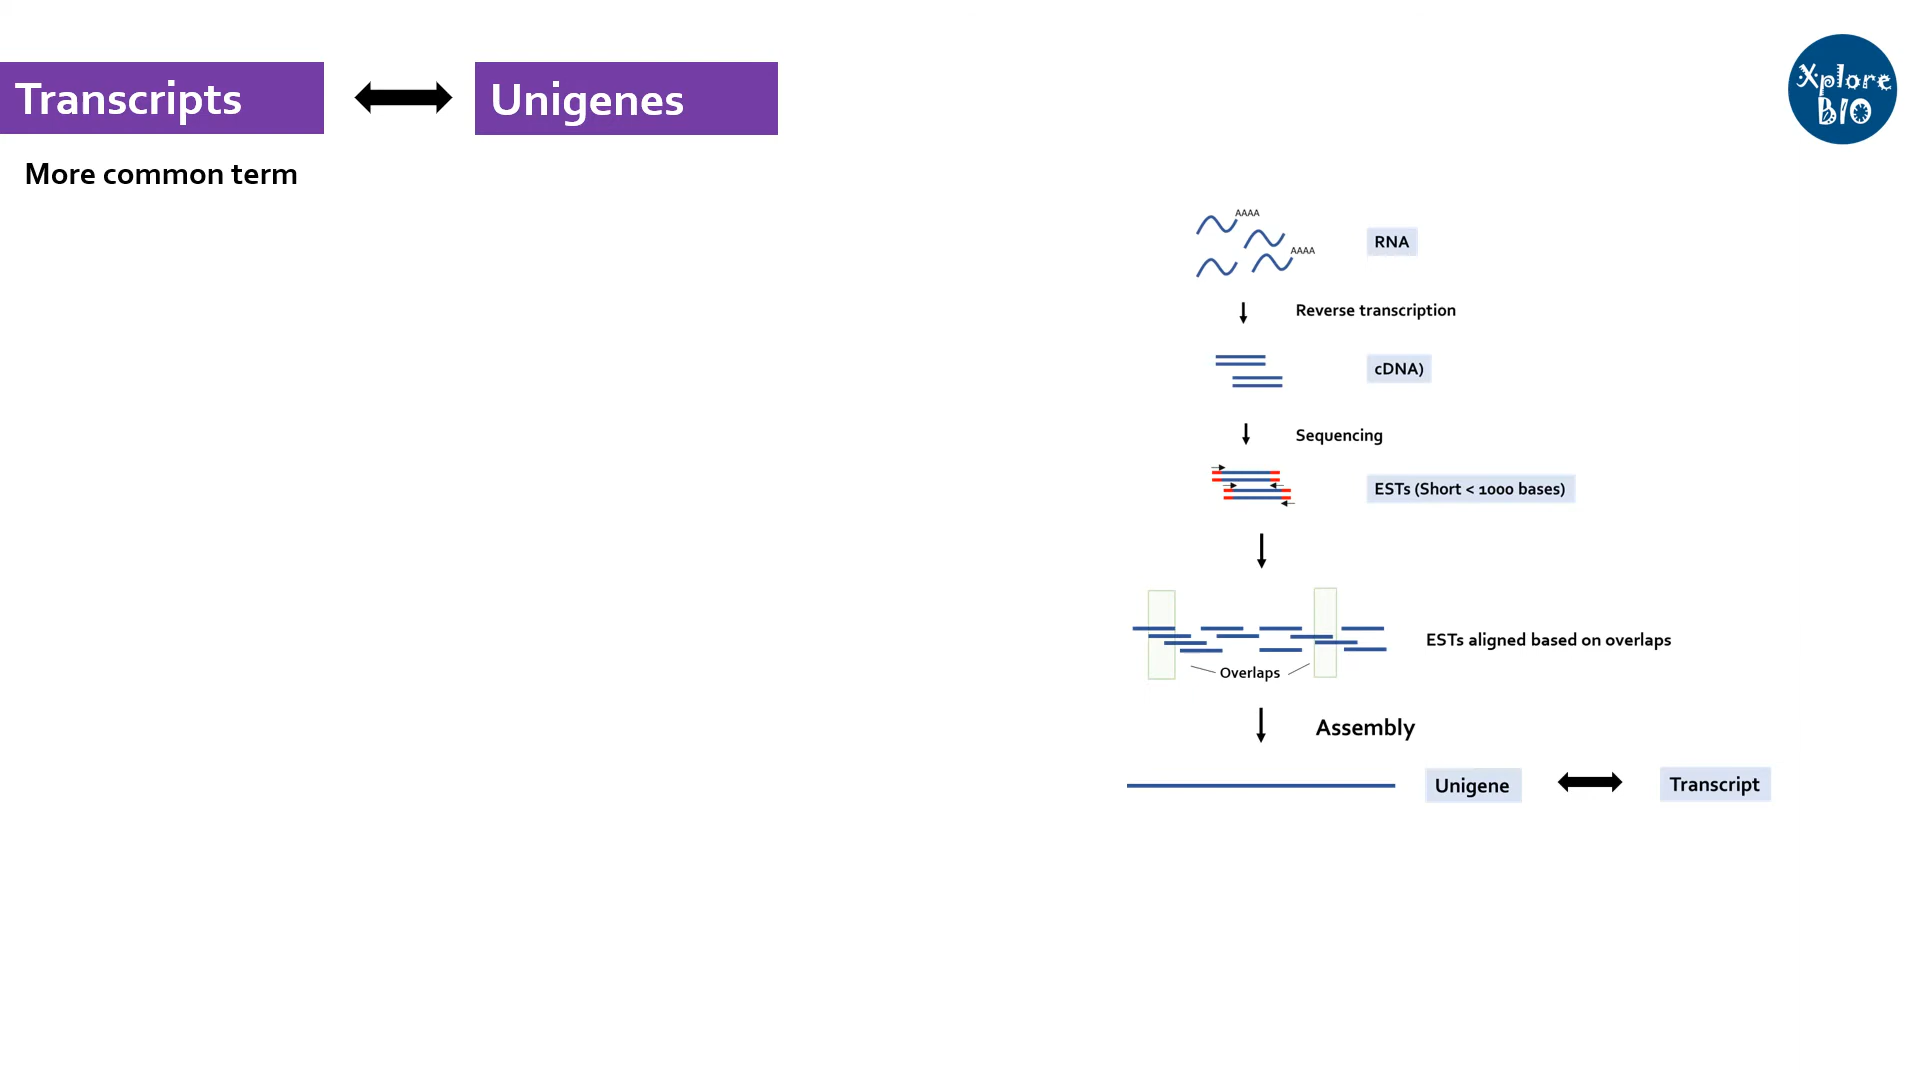 Transcripts
Unigenes
Xplore
BIO
More common term
AAAA
AAAA
RNA
Reverse transcription
cDNA)
Sequencing
ESTs (Short < 1000 bases)
ESTs aligned based on overlaps
Overlaps
Assembly
Unigene
Transcript